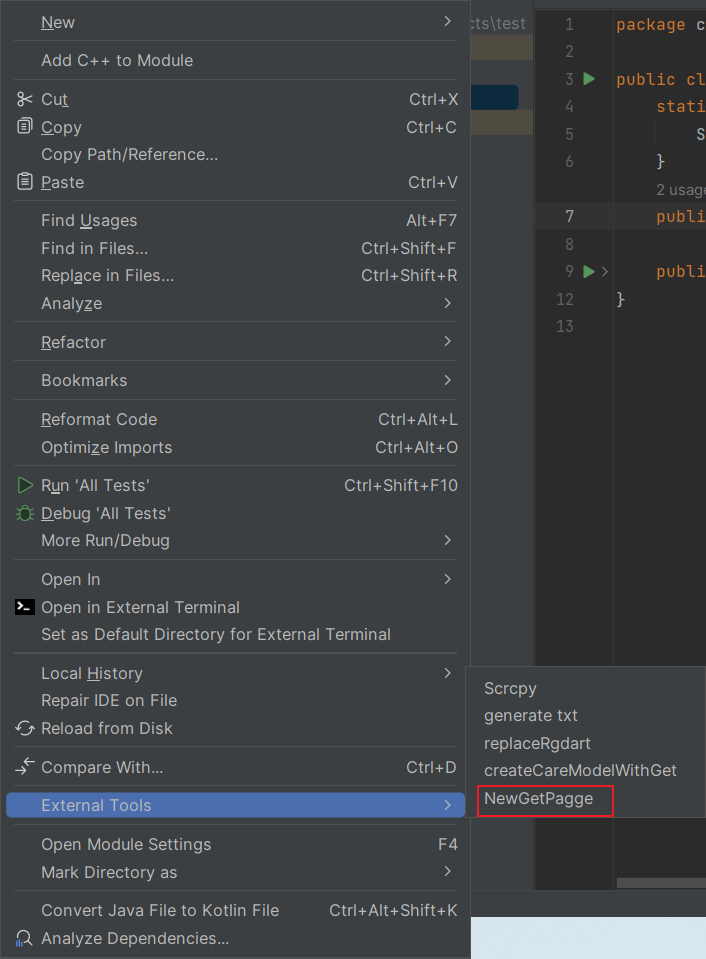 New
Add C++ to Module
Cut Ctrl+X
Copy Ctrl+C
Copy Path/Reference...
Paste Ctrl+V
Find Usages Alt+F7
Find in Files... Ctrl+Shift+F
Replace in Files... Ctrl+Shift+R
Analyze
Refactor
Bookmarks
Reformat Code Ctrl+Alt+L
Optimize Imports Ctrl+Alt+O
Run 'All Tests' Ctrl+Shift+F10
Debug 'All Tests'
More Run/Debug
Open In
Open in External Terminal
Set as Default Directory for External Terminal
Local History
Repair IDE on File
Reload from Disk
Compare With... Ctrl+D
External Tools
Open Module Settings F4
Mark Directory as
Convert Java File to Kotlin File Ctrl+Alt+Shift+K
Analyze Dependencies...
Scrcpy
generate txt
replaceRgdart
createCareModelWithGet
NewGetPagge
cts\test
1 package c
2
3 public cl
4 stati
5 S
6 }
2 usage
7 publi
8
9 publi
12 }
13